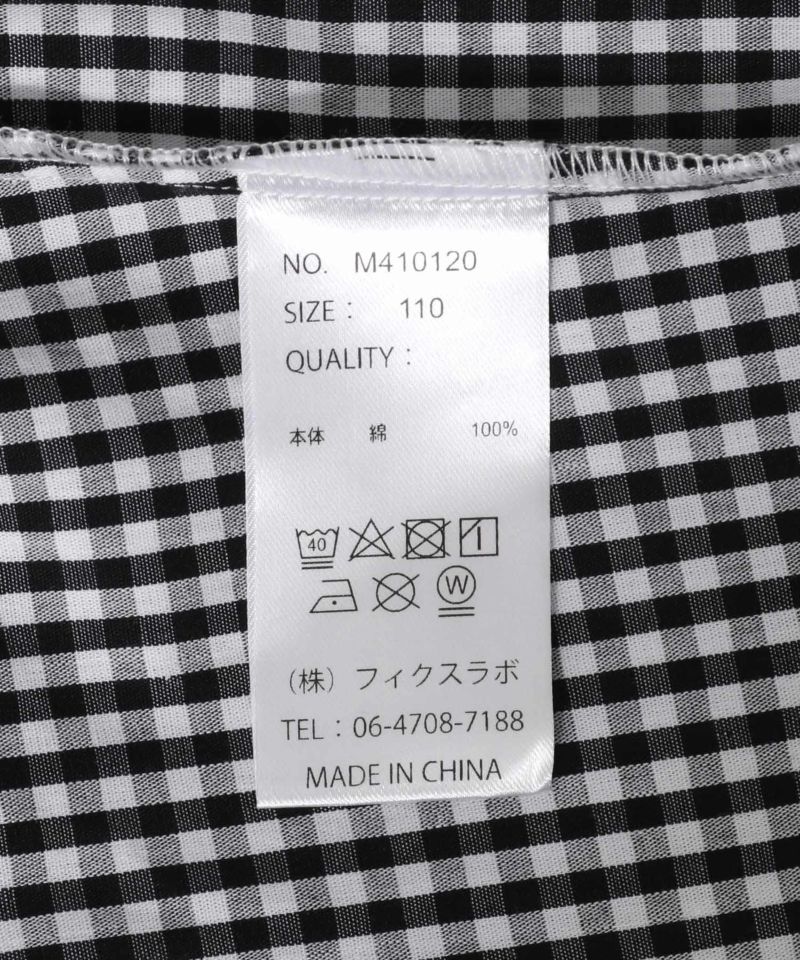 NO. M410120
SIZE : 110
QUALITY :
本体 綿 100%
40
W
（株）フィクスラボ
TEL : 06-4708-7188
MADE IN CHINA